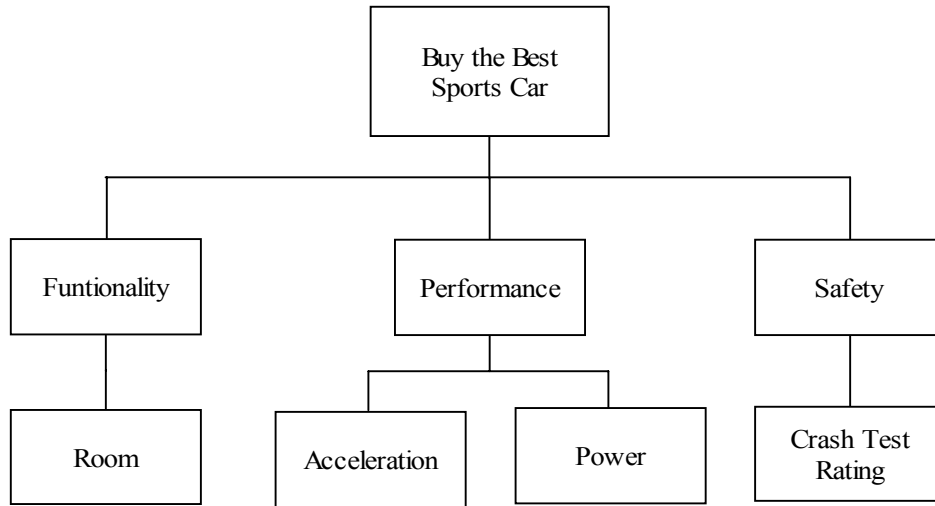 Buy the Best
Sports Car
Funtionality
Performance
Safety
Room
Acceleration
Power
Crash Test
Rating